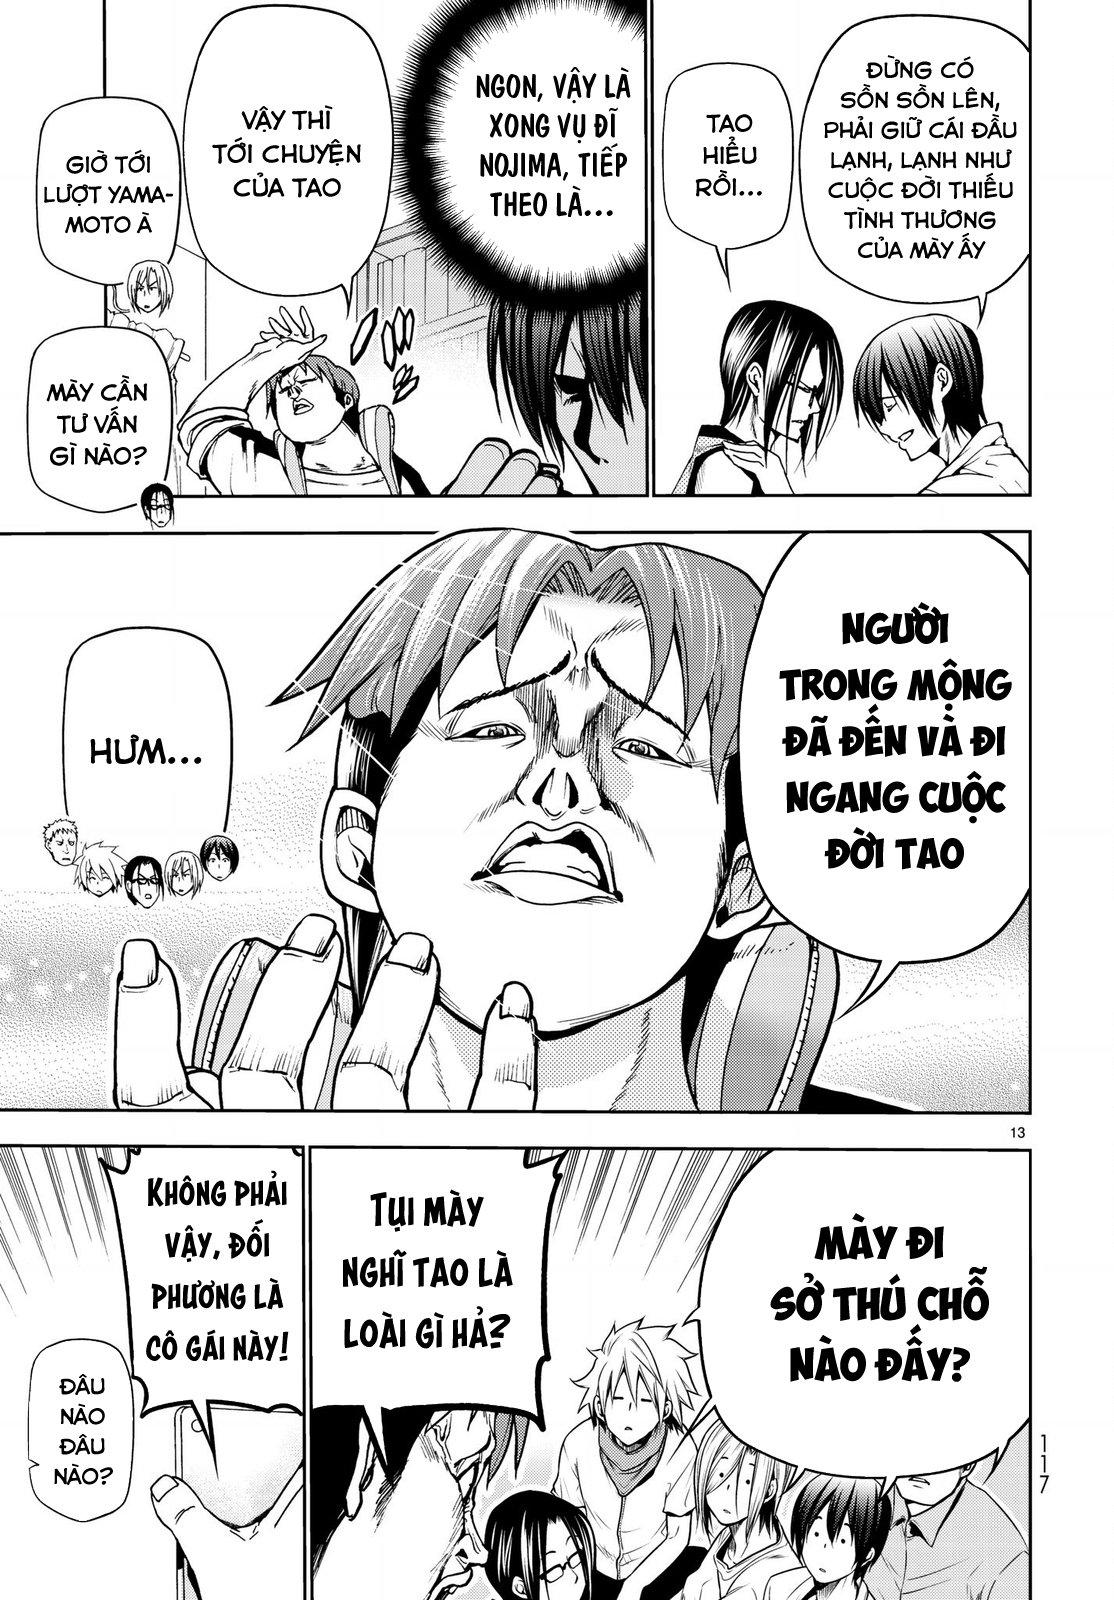 ĐỪNG CÓ
SỒN SỒN LÊN,
PHẢI GIỮ CÁI ĐẦU
LẠNH, LẠNH NHƯ
CUỘC ĐỜI THIẾU
TÌNH THƯƠNG
CỦA MÀY ẤY
TAO
HIỂU
RỒI...
NGON, VẬY LÀ
XONG VỤ ĐĨ
NOJIMA, TIẾP
THEO LÀ...
VẬY THÌ
TỚI CHUYỆN
CỦA TAO
GIỜ TỚI
LƯỢT YAMA-
MOTO À
MÀY CẦN
TƯ VẤN
GÌ NÀO?
NGƯỜI
TRONG MỘNG
ĐÃ ĐẾN VÀ ĐI
NGANG CUỘC
ĐỜI TAO
HƯM...
13
MÀY ĐI
SỞ THÚ CHỖ
NÀO ĐẤY?
TỤI MÀY
NGHĨ TAO LÀ
LOÀI GÌ HẢ?
KHÔNG PHẢI
VẬY, ĐỐI
PHƯƠNG LÀ
CÔ GÁI NÀY!
ĐÂU
NÀO
ĐÂU
NÀO?
117